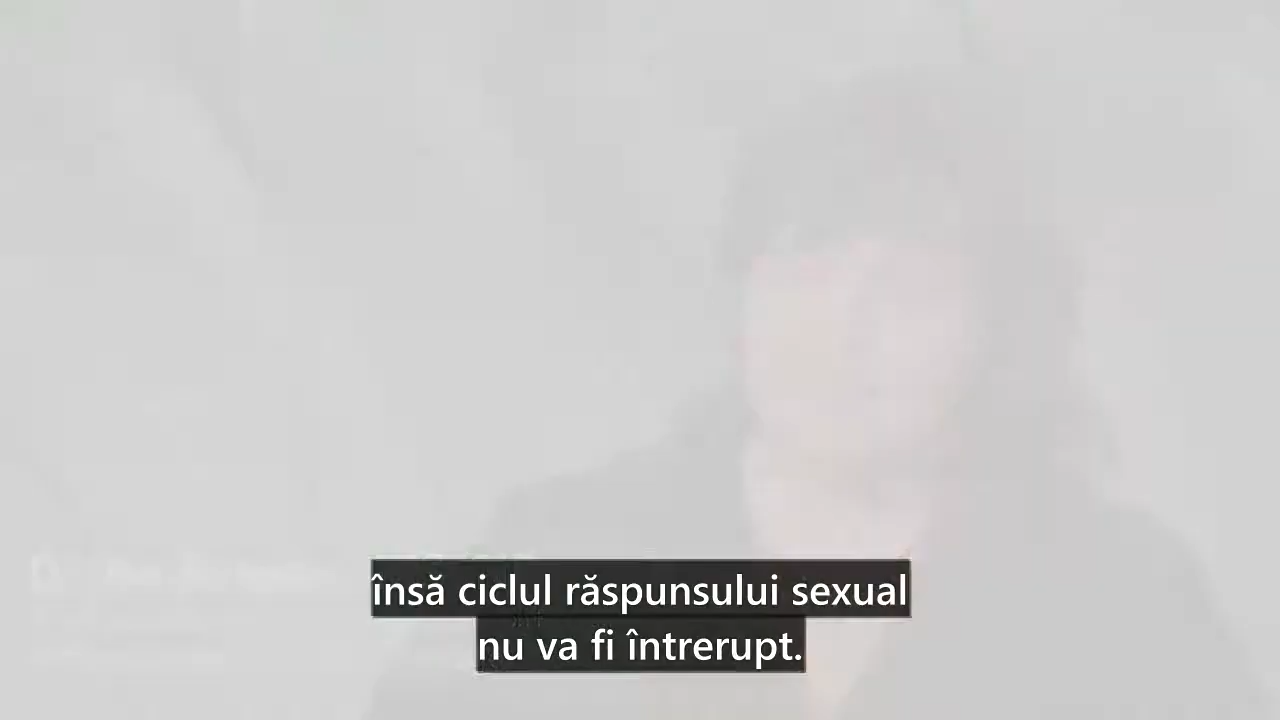 însă ciclul răspunsului sexual
nu va fi întrerupt.